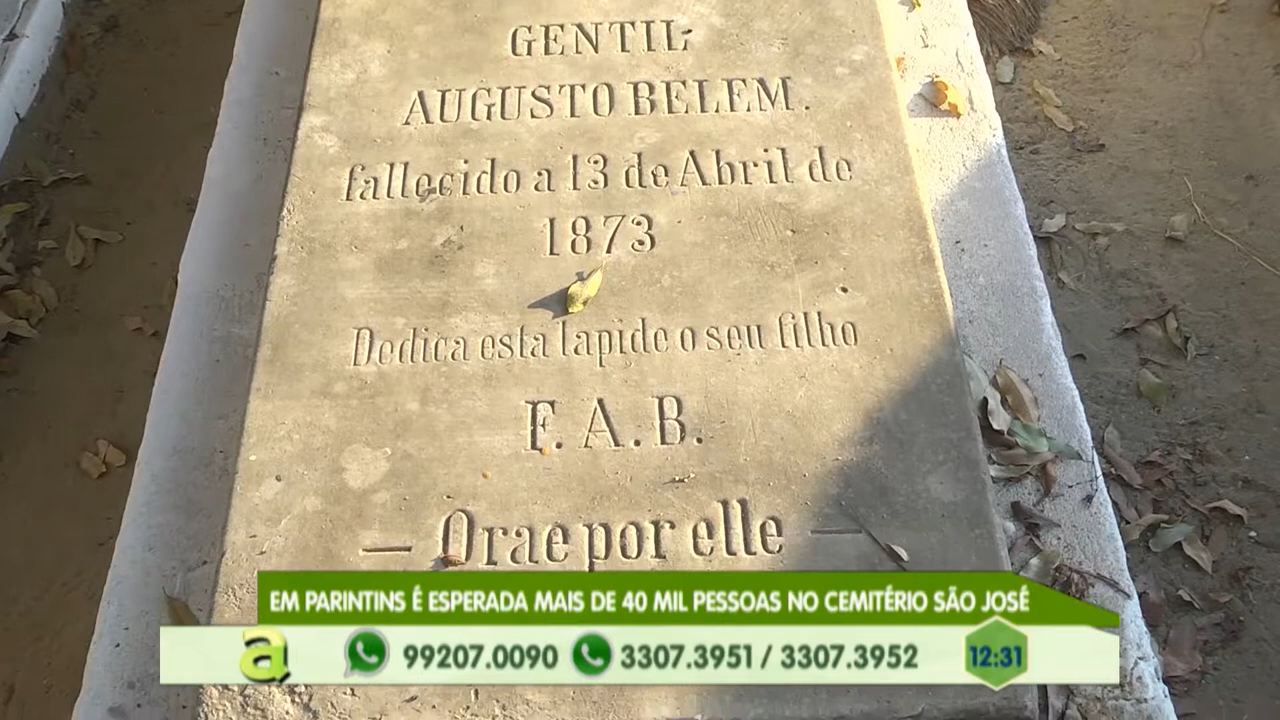 GENTIL
AUGUSTO BELEM.
fallecido a 13 de Abril de
1873
Dedica esta lapide o seu filho
F. A. B.
— Orae por elle —
EM PARINTINS É ESPERADA MAIS DE 40 MIL PESSOAS NO CEMITÉRIO SÃO JOSÉ
a 99207.0090 3307.3951 / 3307.3952 12:31